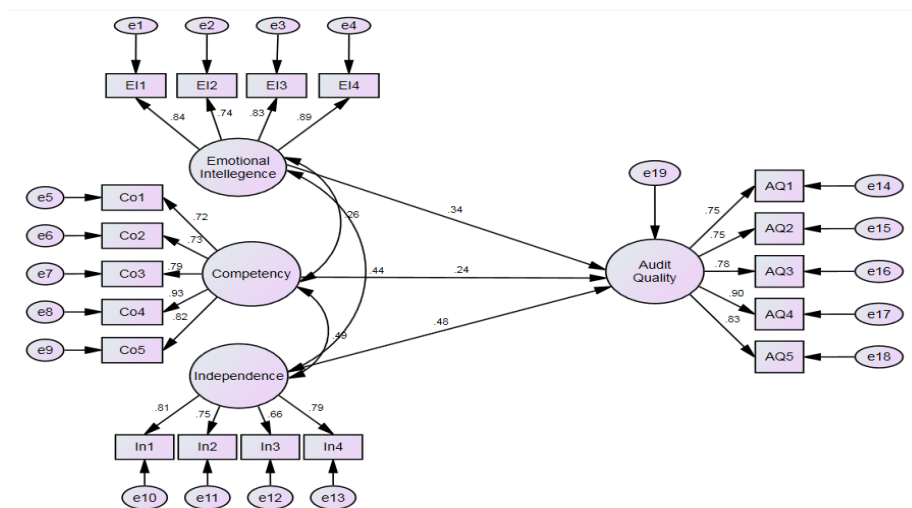 e1 e2 e3 e4
EI1 EI2 EI3 EI4
.84 .74 .83 .89
Emotional
Intellegence
e19
AQ1 e14
e5 Co1
.72
.26
.34
.75
AQ2 e15
e6 Co2
.73
.75
e7 Co3
.79
Competency
.44 .24
Audit
Quality
.78
AQ3 e16
e8 Co4
.93
.90
AQ4 e17
.82
.48
.83
e9 Co5
.49
AQ5 e18
Independence
.81 .75 .66 .79
In1 In2 In3 In4
e10 e11 e12 e13